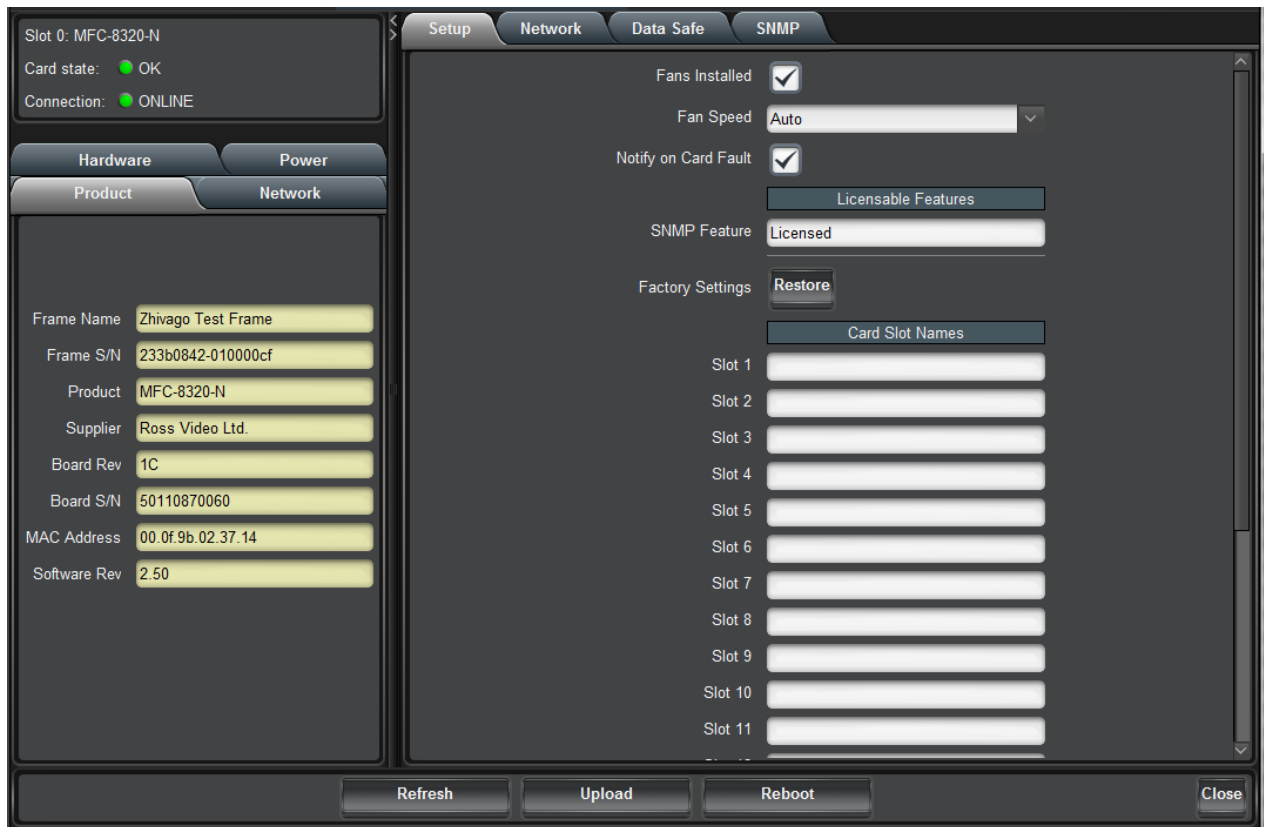 Slot 0: MFC-8320-N
Card state: OK
Connection: ONLINE
Hardware
Power
Product
Network
Frame Name Zhivago Test Frame
Frame S/N 233b0842-010000cf
Product MFC-8320-N
Supplier Ross Video Ltd.
Board Rev 1C
Board S/N 50110870060
MAC Address 00.0f.9b.02.37.14
Software Rev 2.50
Setup
Network
Data Safe
SNMP
Fans Installed
Fan Speed Auto
Notify on Card Fault
Licensable Features
SNMP Feature Licensed
Factory Settings Restore
Card Slot Names
Slot 1
Slot 2
Slot 3
Slot 4
Slot 5
Slot 6
Slot 7
Slot 8
Slot 9
Slot 10
Slot 11
Refresh
Upload
Reboot
Close